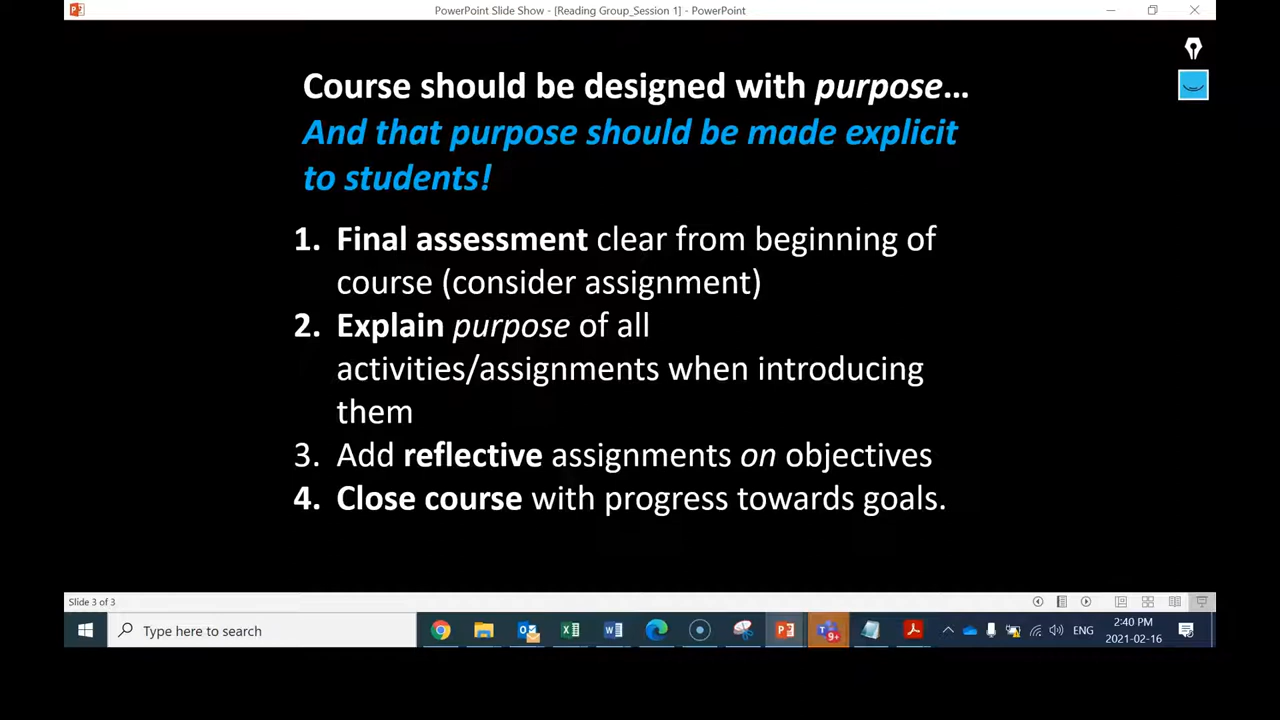 PowerPoint Slide Show - [Reading Group_Session 1] - PowerPoint
Course should be designed with purpose...
And that purpose should be made explicit
to students!
1. Final assessment clear from beginning of
course (consider assignment)
2. Explain purpose of all
activities/assignments when introducing
them
3. Add reflective assignments on objectives
4. Close course with progress towards goals.
Slide 3 of 3
Type here to search
9+
ENG
2:40 PM
2021-02-16